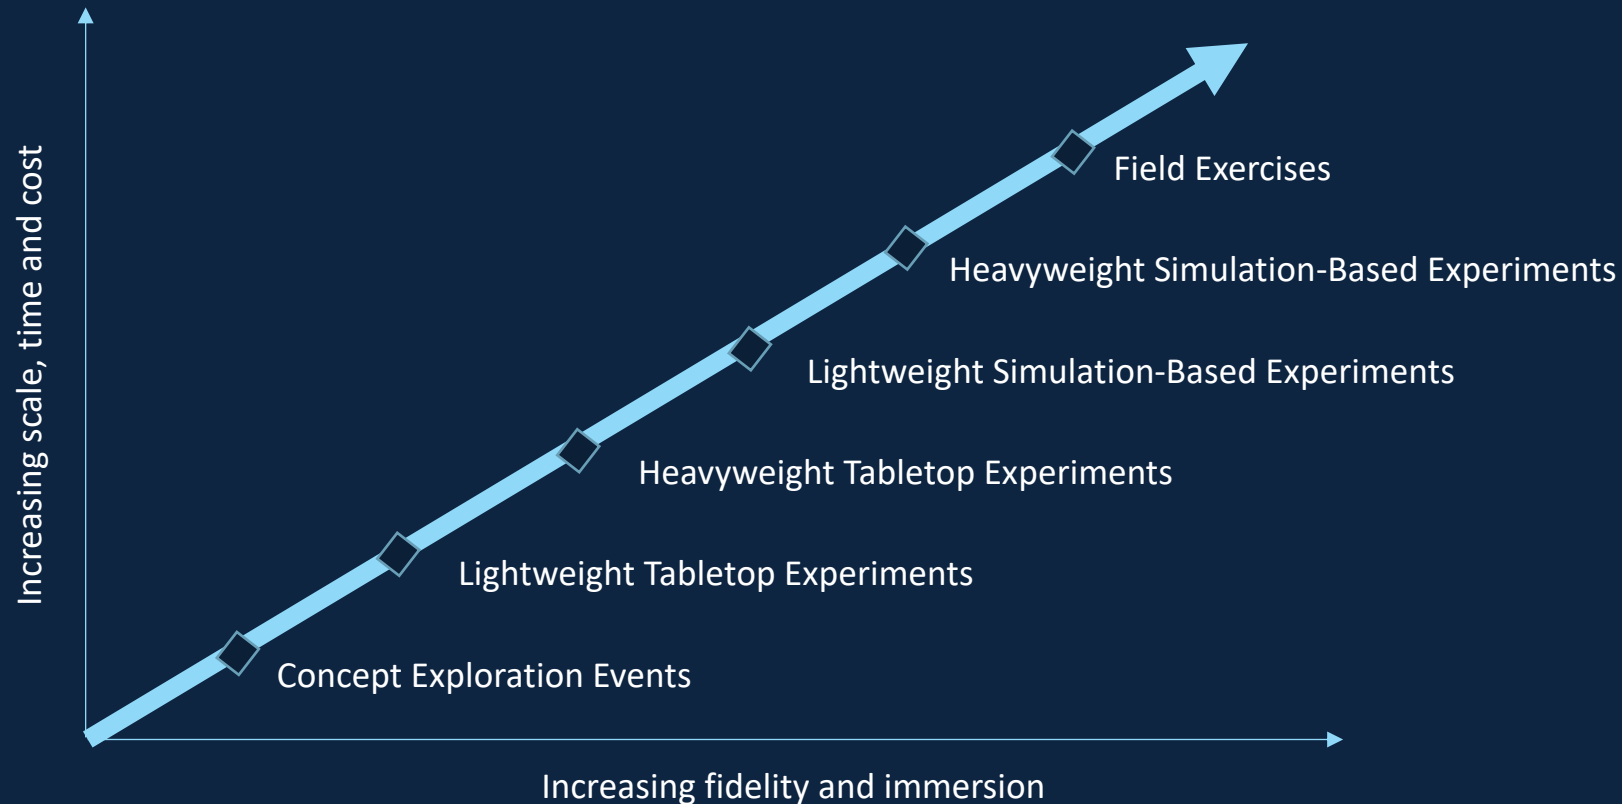 Increasing scale, time and cost
Field Exercises
Heavyweight Simulation-Based Experiments
Lightweight Simulation-Based Experiments
Heavyweight Tabletop Experiments
Lightweight Tabletop Experiments
Concept Exploration Events
Increasing fidelity and immersion